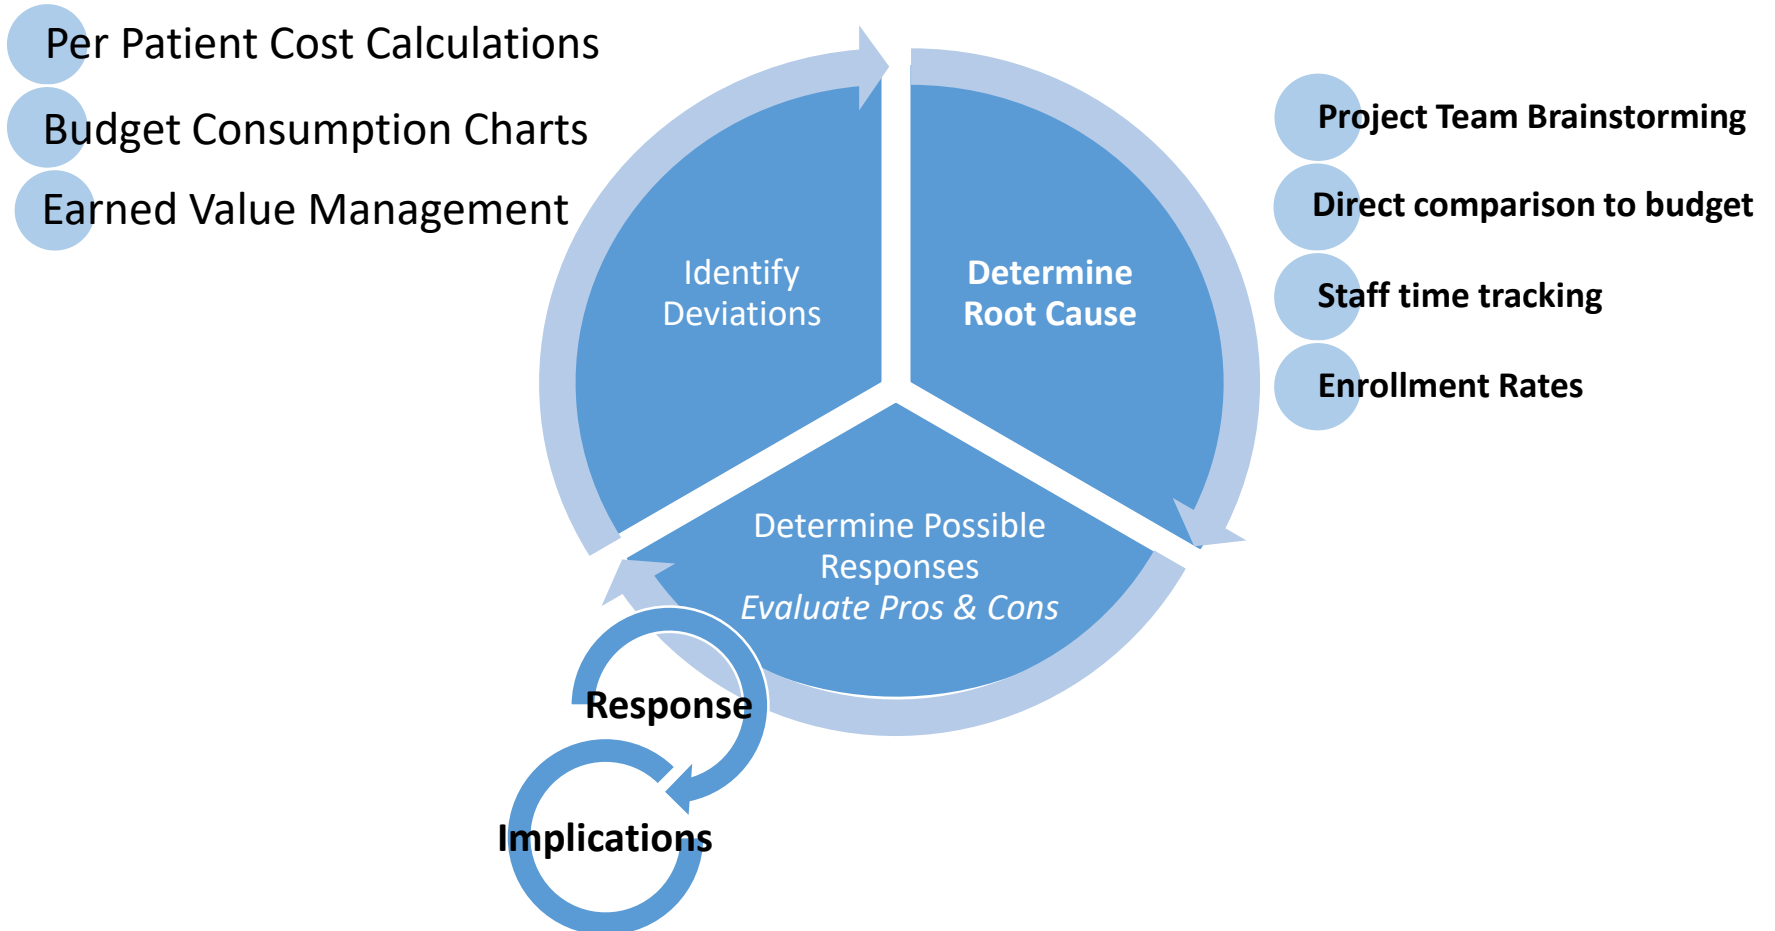 Per Patient Cost Calculations
Budget Consumption Charts
Earned Value Management
Identify
Deviations
Determine
Root Cause
Project Team Brainstorming
Direct comparison to budget
Staff time tracking
Enrollment Rates
Determine Possible
Responses
Evaluate Pros & Cons
Response
Implications